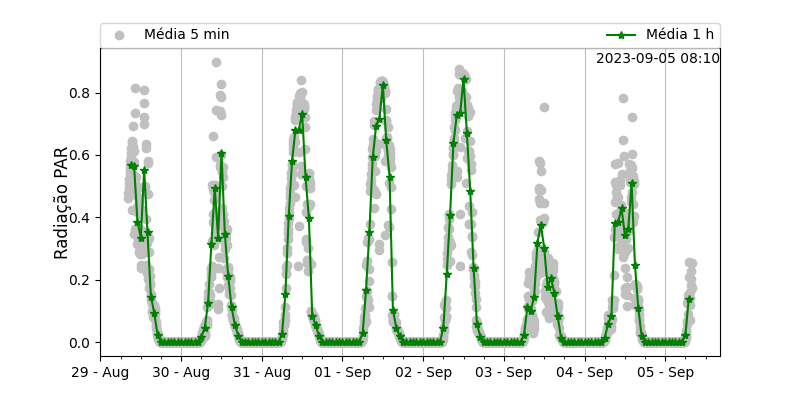 Média 5 min
Média 1 h
2023-09-05 08:10
Radiação PAR
0.8
0.6
0.4
0.2
0.0
29 - Aug
30 - Aug
31 - Aug
01 - Sep
02 - Sep
03 - Sep
04 - Sep
05 - Sep